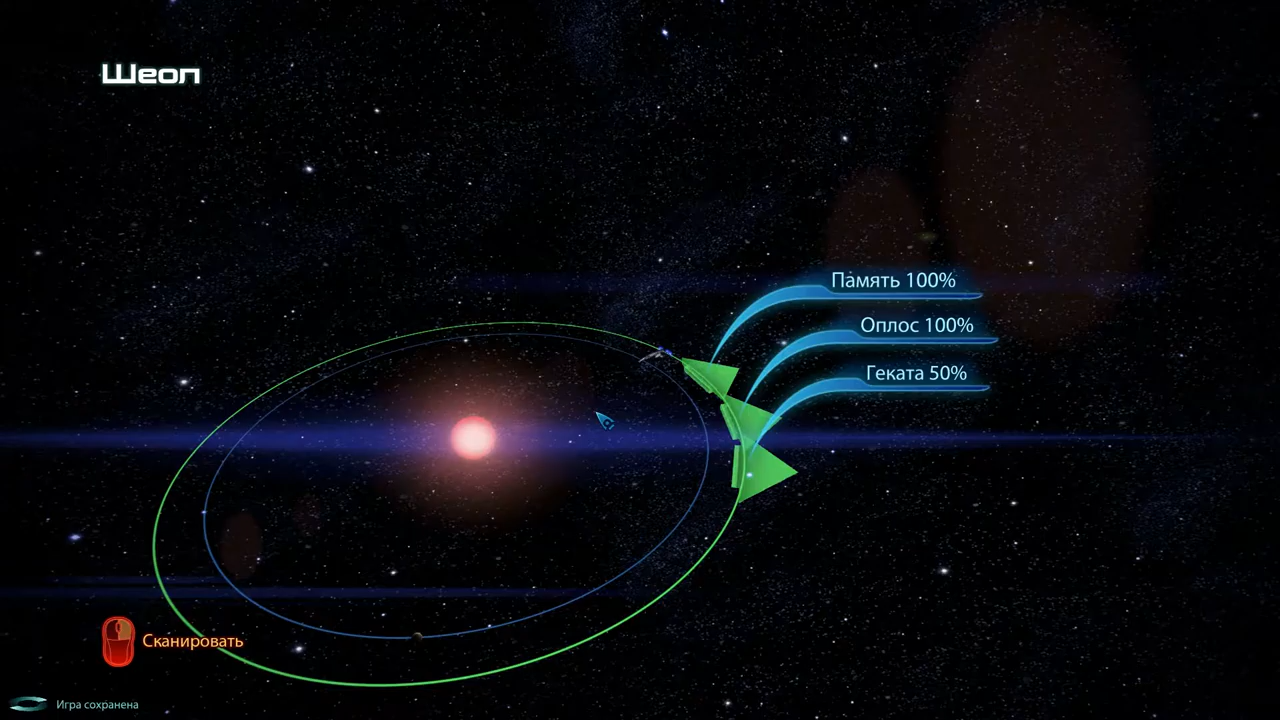 Шеол
Память 100%
Оплос 100%
Геката 50%
Сканировать
Игра сохранена